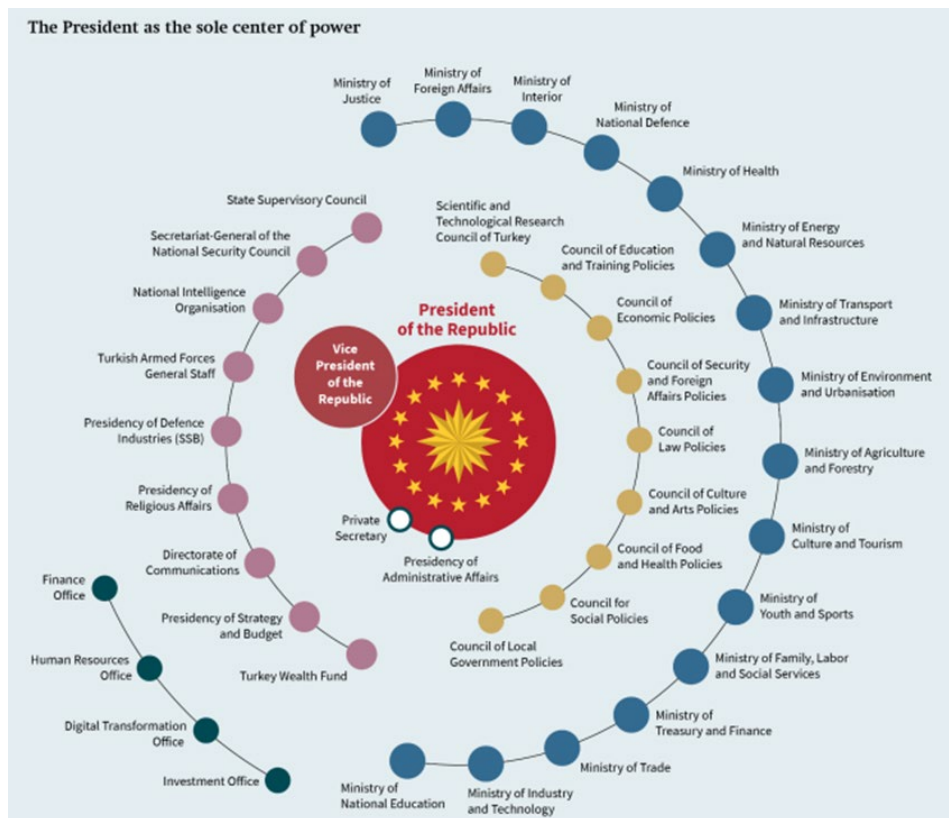 The President as the sole center of power
Ministry of
Justice
Ministry of
Foreign Affairs
Ministry of
Interior
Ministry of
National Defence
Ministry of Health
Ministry of Energy
and Natural Resources
Ministry of Transport
and Infrastructure
Ministry of Environment
and Urbanisation
Ministry of Agriculture
and Forestry
Ministry of
Culture and Tourism
Ministry of
Youth and Sports
Ministry of Family, Labor
and Social Services
Ministry of
Treasury and Finance
Ministry of Trade
Ministry of Industry
and Technology
Ministry of
National Education
State Supervisory Council
Secretariat-General of the
National Security Council
National Intelligence
Organisation
Turkish Armed Forces
General Staff
Presidency of Defence
Industries (SSB)
Presidency of
Religious Affairs
Directorate of
Communications
Presidency of Strategy
and Budget
Turkey Wealth Fund
Scientific and
Technological Research
Council of Turkey
Council of Education
and Training Policies
Council of
Economic Policies
Council of Security
and Foreign
Affairs Policies
Council of
Law Policies
Council of Culture
and Arts Policies
Council of Food
and Health Policies
Council for
Social Policies
Council of Local
Government Policies
President
of the Republic
Vice
President
of the
Republic
Private
Secretary
Presidency of
Administrative Affairs
Finance
Office
Human Resources
Office
Digital Transformation
Office
Investment Office